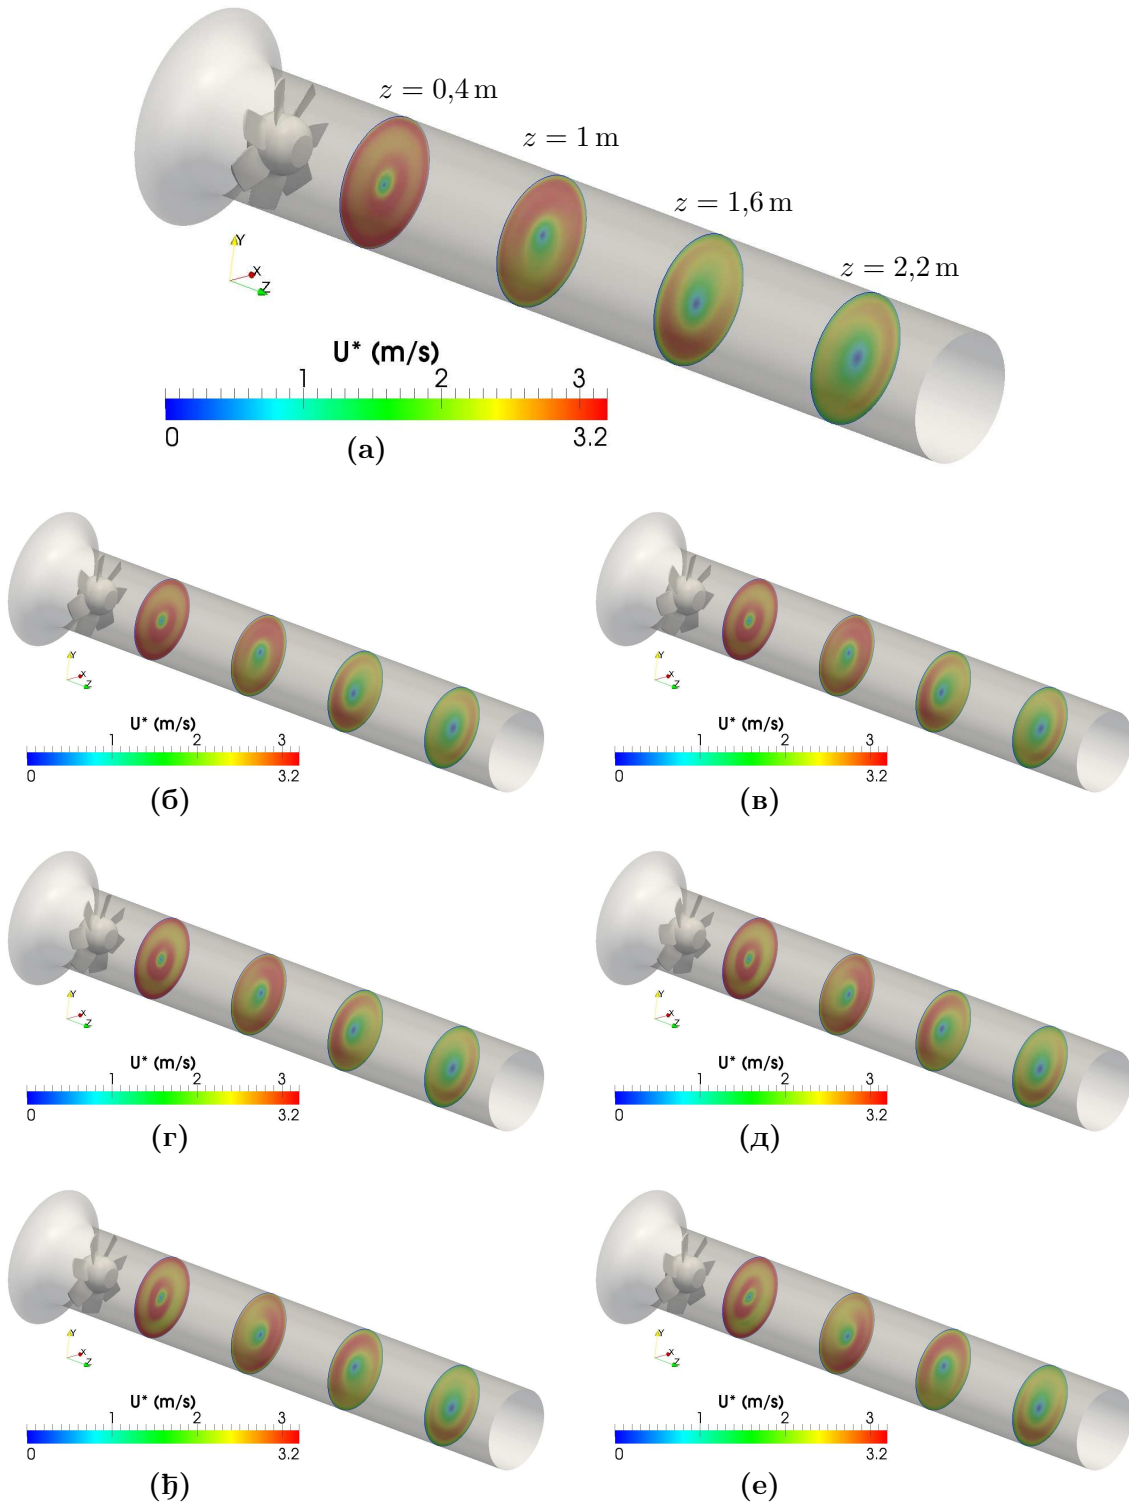 z = 0,4 m
z = 1 m
z = 1,6 m
z = 2,2 m
Y
X
Z
U* (m/s)
1 2 3
0 3.2
(а)
Y
X
Z
U* (m/s)
1 2 3
0 3.2
(б)
Y
X
Z
U* (m/s)
1 2 3
0 3.2
(в)
Y
X
Z
U* (m/s)
1 2 3
0 3.2
(г)
Y
X
Z
U* (m/s)
1 2 3
0 3.2
(д)
Y
X
Z
U* (m/s)
1 2 3
0 3.2
(ђ)
Y
X
Z
U* (m/s)
1 2 3
0 3.2
(е)